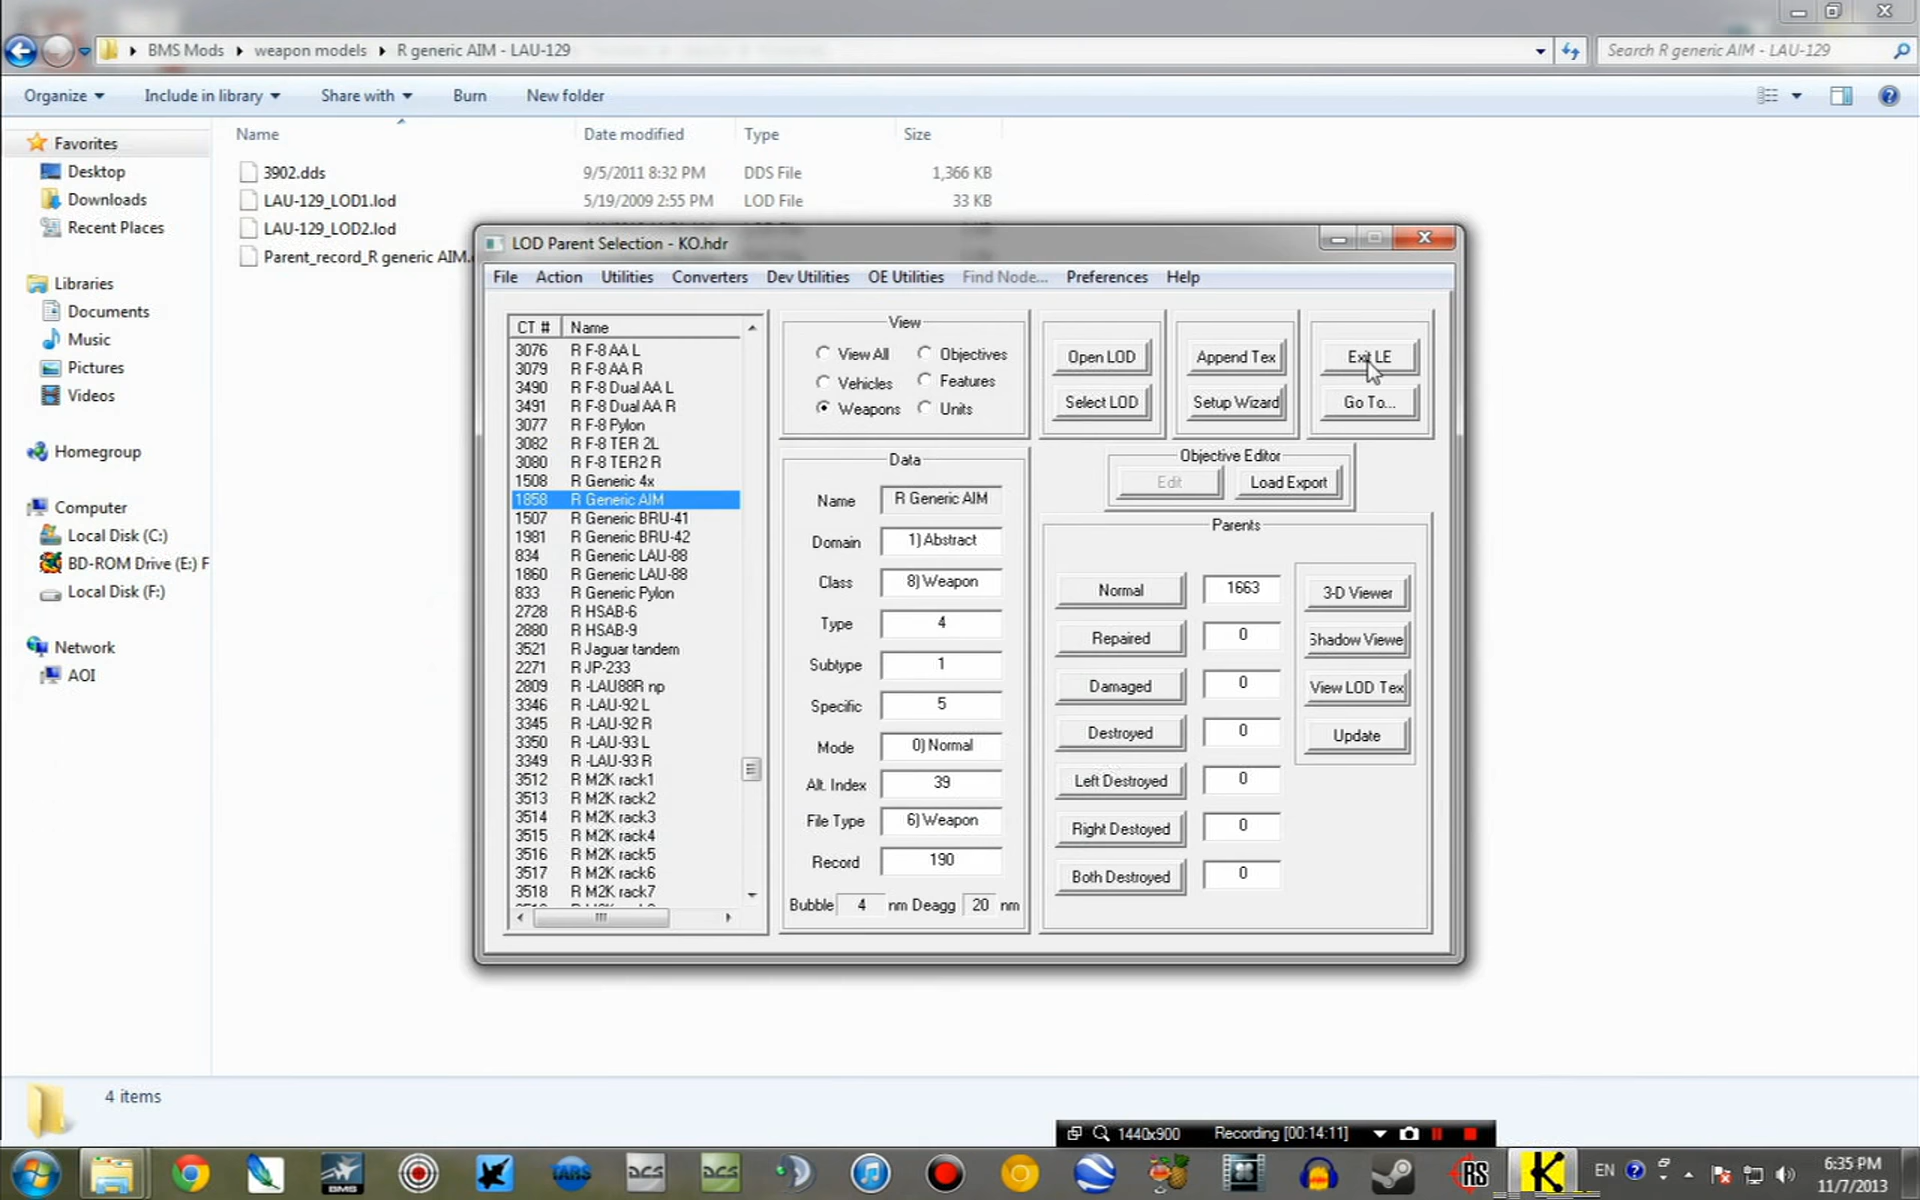 BMS Mods weapon models R generic AIM - LAU-129
Search R generic AIM - LAU-129
Organize Include in library Share with Burn New folder
Name Date modified Type Size
Favorites
Desktop
Downloads
Recent Places
Libraries
Documents
Music
Pictures
Videos
Homegroup
Computer
Local Disk (C:)
BD-ROM Drive (E:) F
Local Disk (F:)
Network
AOI
3902.dds 9/5/2011 8:32 PM DDS File 1,366 KB
LAU-129_LOD1.lod 5/19/2009 2:55 PM LOD File 33 KB
LAU-129_LOD2.lod
Parent_record_R generic AIM.
LOD Parent Selection - KO.hdr
File Action Utilities Converters Dev Utilities OE Utilities Find Node... Preferences Help
CT # Name
3076 R F-8 AA L
3079 R F-8 AA R
3490 R F-8 Dual AA L
3491 R F-8 Dual AA R
3077 R F-8 Pylon
3082 R F-8 TER 2L
3080 R F-8 TER2 R
1508 R Generic 4x
1858 R Generic AIM
1507 R Generic BRU-41
1981 R Generic BRU-42
834 R Generic LAU-88
1860 R Generic LAU-88
833 R Generic Pylon
2728 R HSAB-6
2880 R HSAB-9
3521 R Jaguar tandem
2271 R JP-233
2809 R -LAU88R np
3346 R -LAU-92 L
3345 R -LAU-92 R
3350 R -LAU-93 L
3349 R -LAU-93 R
3512 R M2K rack1
3513 R M2K rack2
3514 R M2K rack3
3515 R M2K rack4
3516 R M2K rack5
3517 R M2K rack6
3518 R M2K rack7
View
View All Objectives
Vehicles Features
Weapons Units
Data
Name R Generic AIM
Domain 1) Abstract
Class 8) Weapon
Type 4
Subtype 1
Specific 5
Mode 0) Normal
Alt. Index 39
File Type 6) Weapon
Record 190
Bubble 4 nm Deagg 20 nm
Open LOD Append Tex Exit LE
Select LOD Setup Wizard Go To...
Objective Editor
Edit Load Export
Parents
Normal 1663
Repaired 0
Damaged 0
Destroyed 0
Left Destroyed 0
Right Destoyed 0
Both Destroyed 0
3-D Viewer
Shadow Viewe
View LOD Tex
Update
4 items
1440x900 Recording [00:14:11]
BMS TARS DCS DCS RS K
EN 6:35 PM
11/7/2013